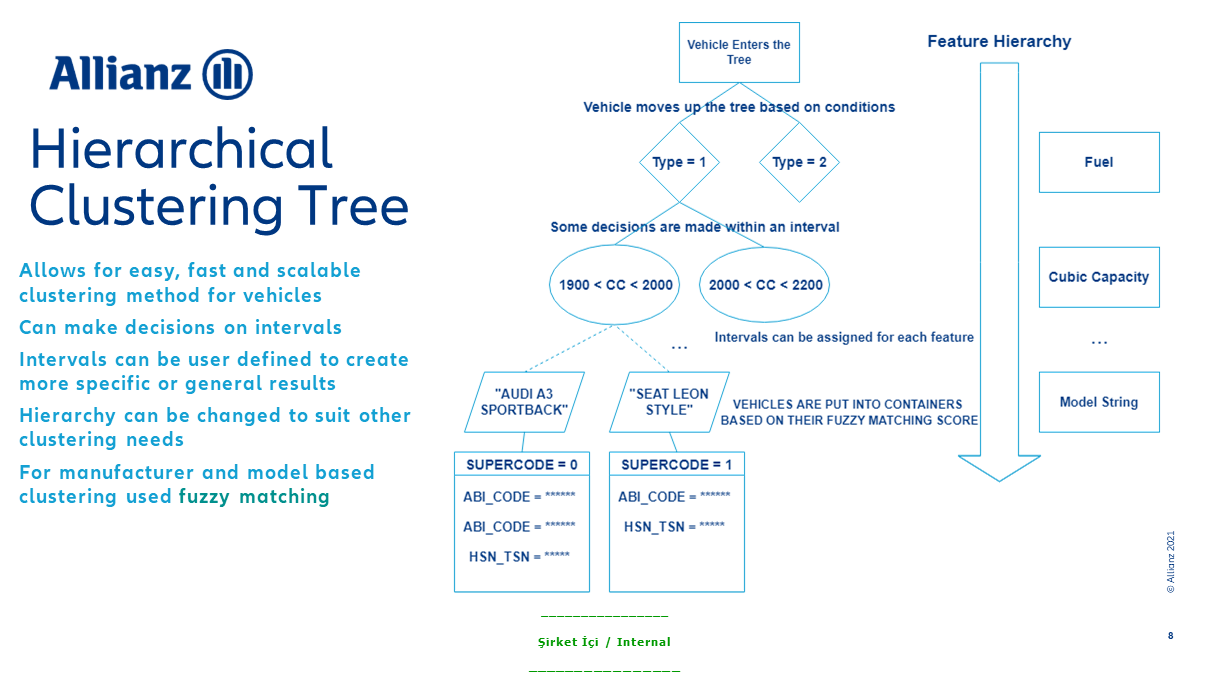 Allianz
Hierarchical
Clustering Tree
Allows for easy, fast and scalable
clustering method for vehicles
Can make decisions on intervals
Intervals can be user defined to create
more specific or general results
Hierarchy can be changed to suit other
clustering needs
For manufacturer and model based
clustering used fuzzy matching
Vehicle Enters the
Tree
Vehicle moves up the tree based on conditions
Type = 1
Type = 2
Some decisions are made within an interval
1900 < CC < 2000
2000 < CC < 2200
...
Intervals can be assigned for each feature
"AUDI A3
SPORTBACK"
"SEAT LEON
STYLE"
VEHICLES ARE PUT INTO CONTAINERS
BASED ON THEIR FUZZY MATCHING SCORE
SUPERCODE = 0
ABI_CODE = ******
ABI_CODE = ******
HSN_TSN = *****
SUPERCODE = 1
ABI_CODE = ******
HSN_TSN = *****
Feature Hierarchy
Fuel
Cubic Capacity
...
Model String
© Allianz 2021
8
Şirket İçi / Internal